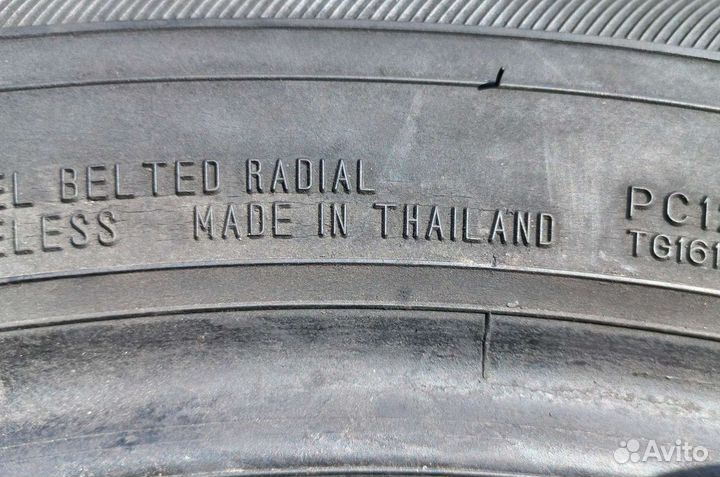 EL BELTED RADIAL
ELESS MADE IN THAILAND
PC1
TG161
Avito